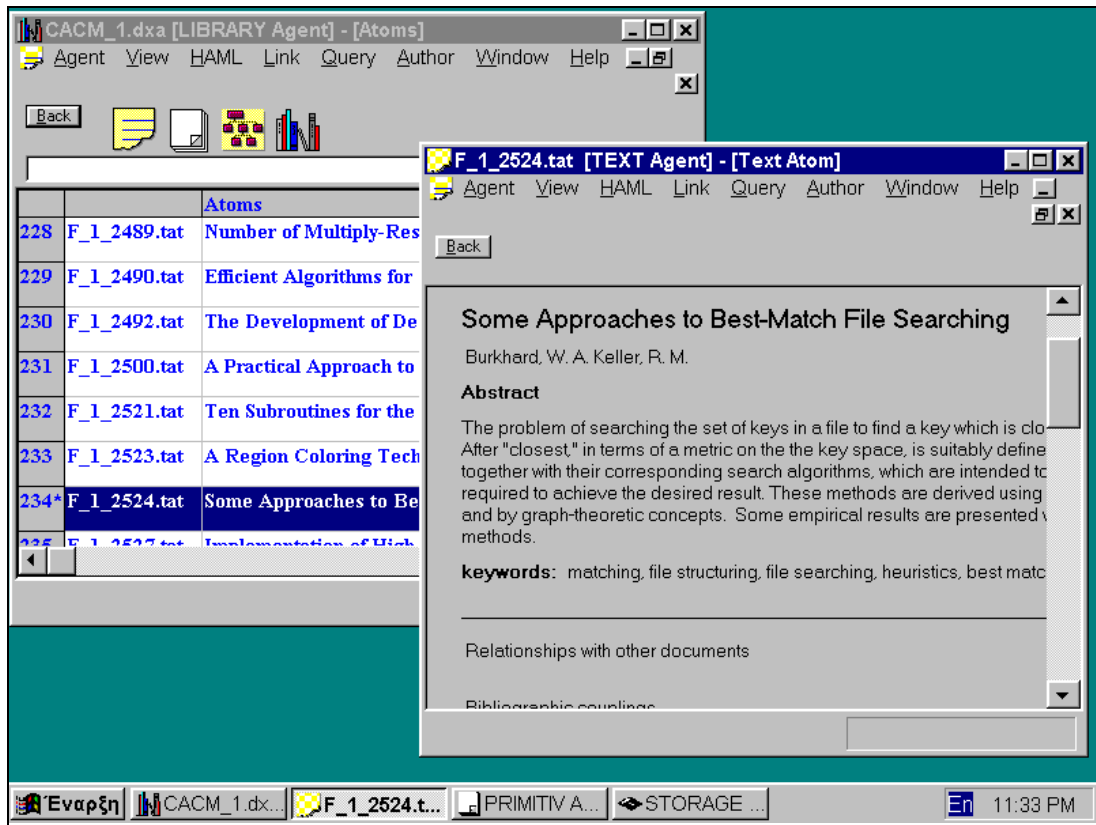 CACM_1.dxa [LIBRARY Agent] - [Atoms]
Agent View HAML Link Query Author Window Help
Back
Atoms
228 F_1_2489.tat Number of Multiply-Res
229 F_1_2490.tat Efficient Algorithms for
230 F_1_2492.tat The Development of De
231 F_1_2500.tat A Practical Approach to
232 F_1_2521.tat Ten Subroutines for the
233 F_1_2523.tat A Region Coloring Tech
234* F_1_2524.tat Some Approaches to Be
235 F_1_2527.tat Implementation of High
F_1_2524.tat [TEXT Agent] - [Text Atom]
Agent View HAML Link Query Author Window Help
Back
Some Approaches to Best-Match File Searching
Burkhard, W. A. Keller, R. M.
Abstract
The problem of searching the set of keys in a file to find a key which is clo
After "closest," in terms of a metric on the the key space, is suitably define
together with their corresponding search algorithms, which are intended to
required to achieve the desired result. These methods are derived using
and by graph-theoretic concepts. Some empirical results are presented
methods.
keywords: matching, file structuring, file searching, heuristics, best matc
Relationships with other documents
Bibliographic couplings
Έναρξη CACM_1.dx... F_1_2524.t... PRIMITIV A... STORAGE ... En 11:33 PM